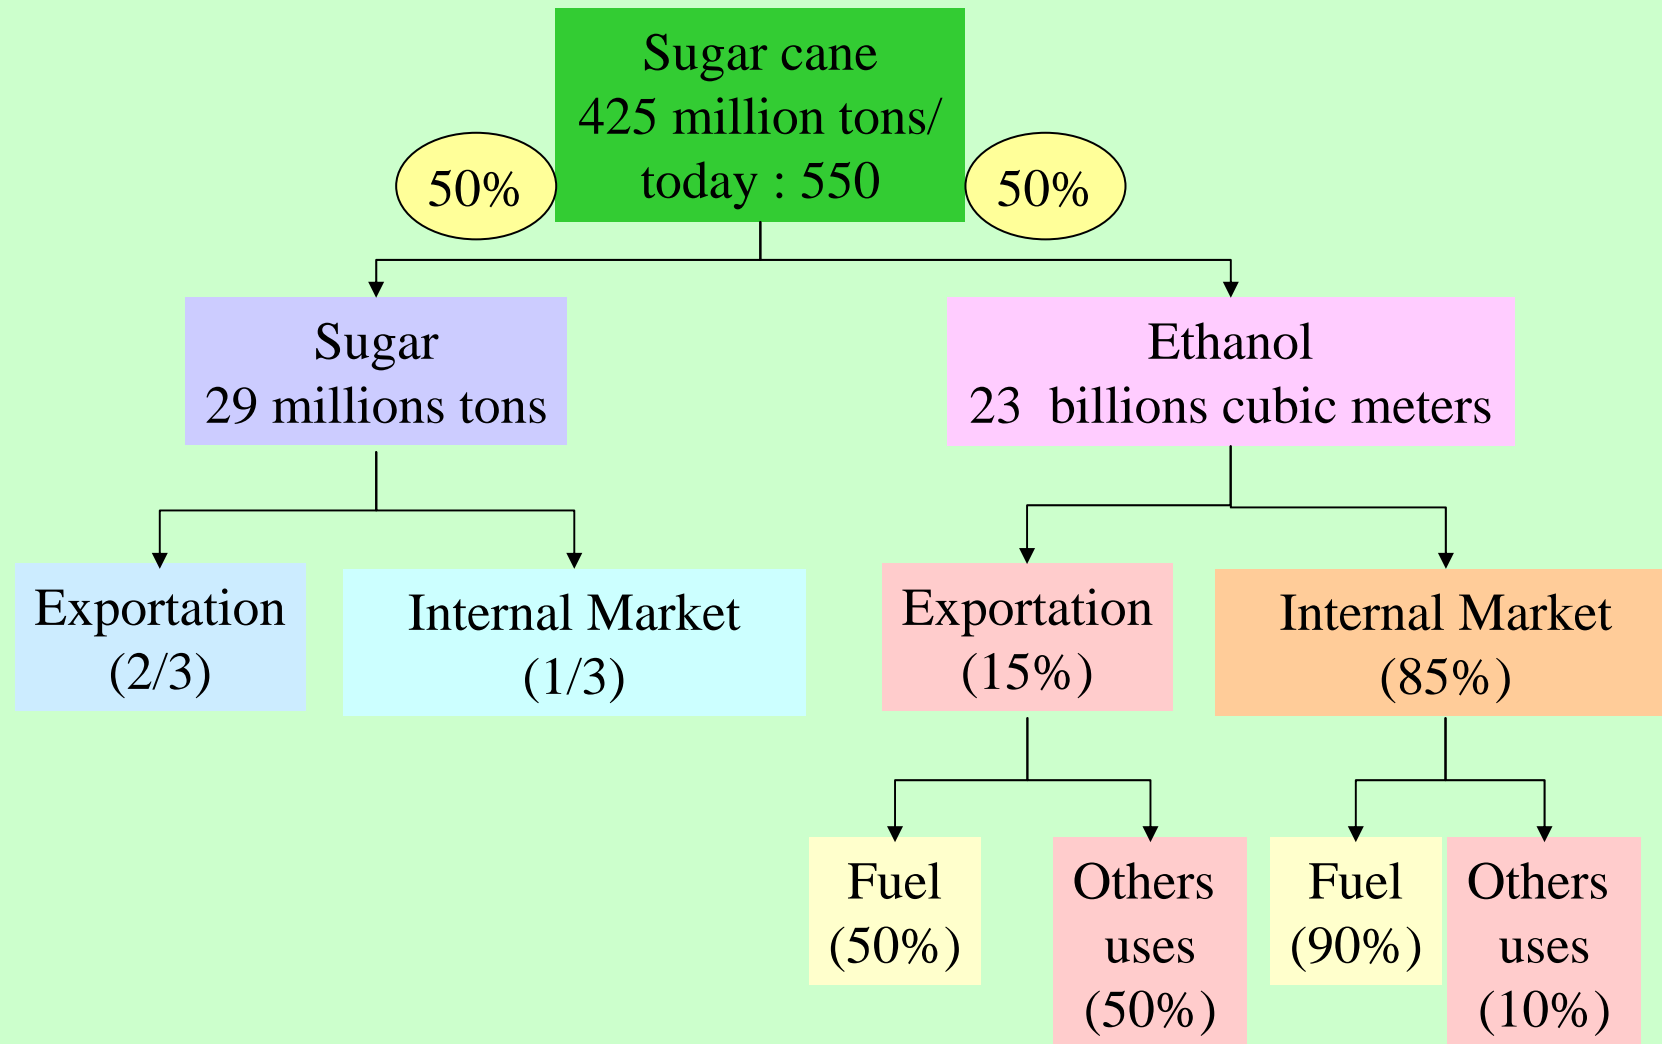 Sugar cane
425 million tons/
today : 550
50%
50%
Sugar
29 millions tons
Ethanol
23  billions cubic meters
Exportation
(2/3)
Internal Market
(1/3)
Exportation
(15%)
Internal Market
(85%)
Fuel
(50%)
Others
uses
(50%)
Fuel
(90%)
Others
uses
(10%)